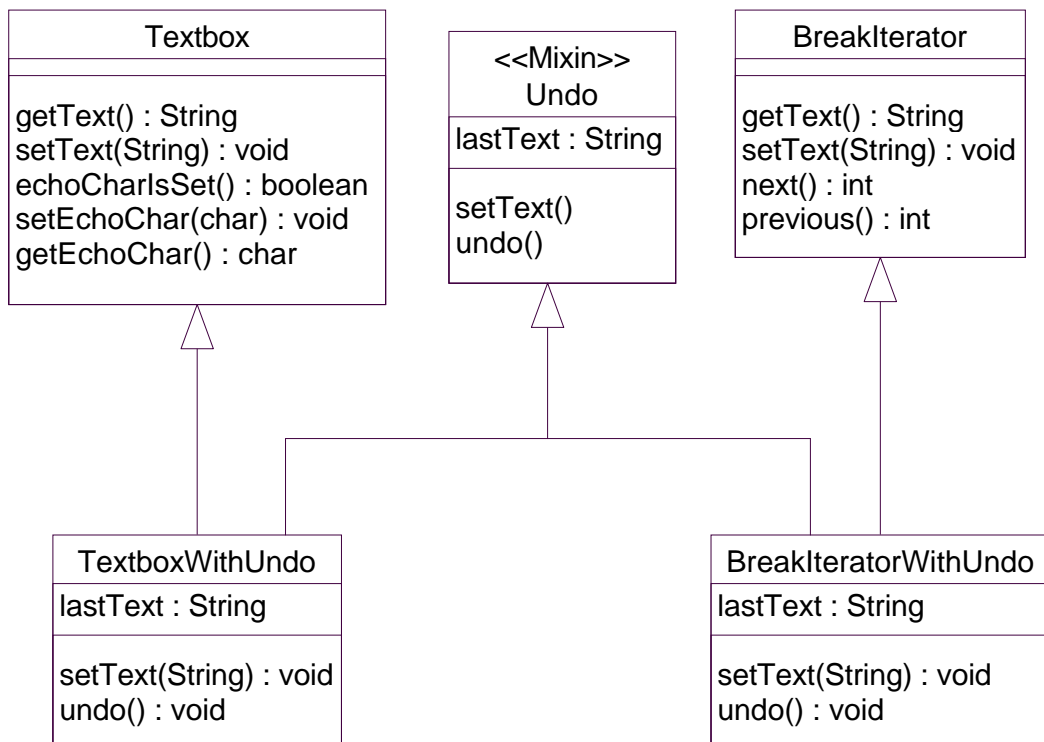 Textbox
getText() : String
setText(String) : void
echoCharIsSet() : boolean
setEchoChar(char) : void
getEchoChar() : char
<<Mixin>>
Undo
lastText : String
setText()
undo()
BreakIterator
getText() : String
setText(String) : void
next() : int
previous() : int
TextboxWithUndo
lastText : String
setText(String) : void
undo() : void
BreakIteratorWithUndo
lastText : String
setText(String) : void
undo() : void